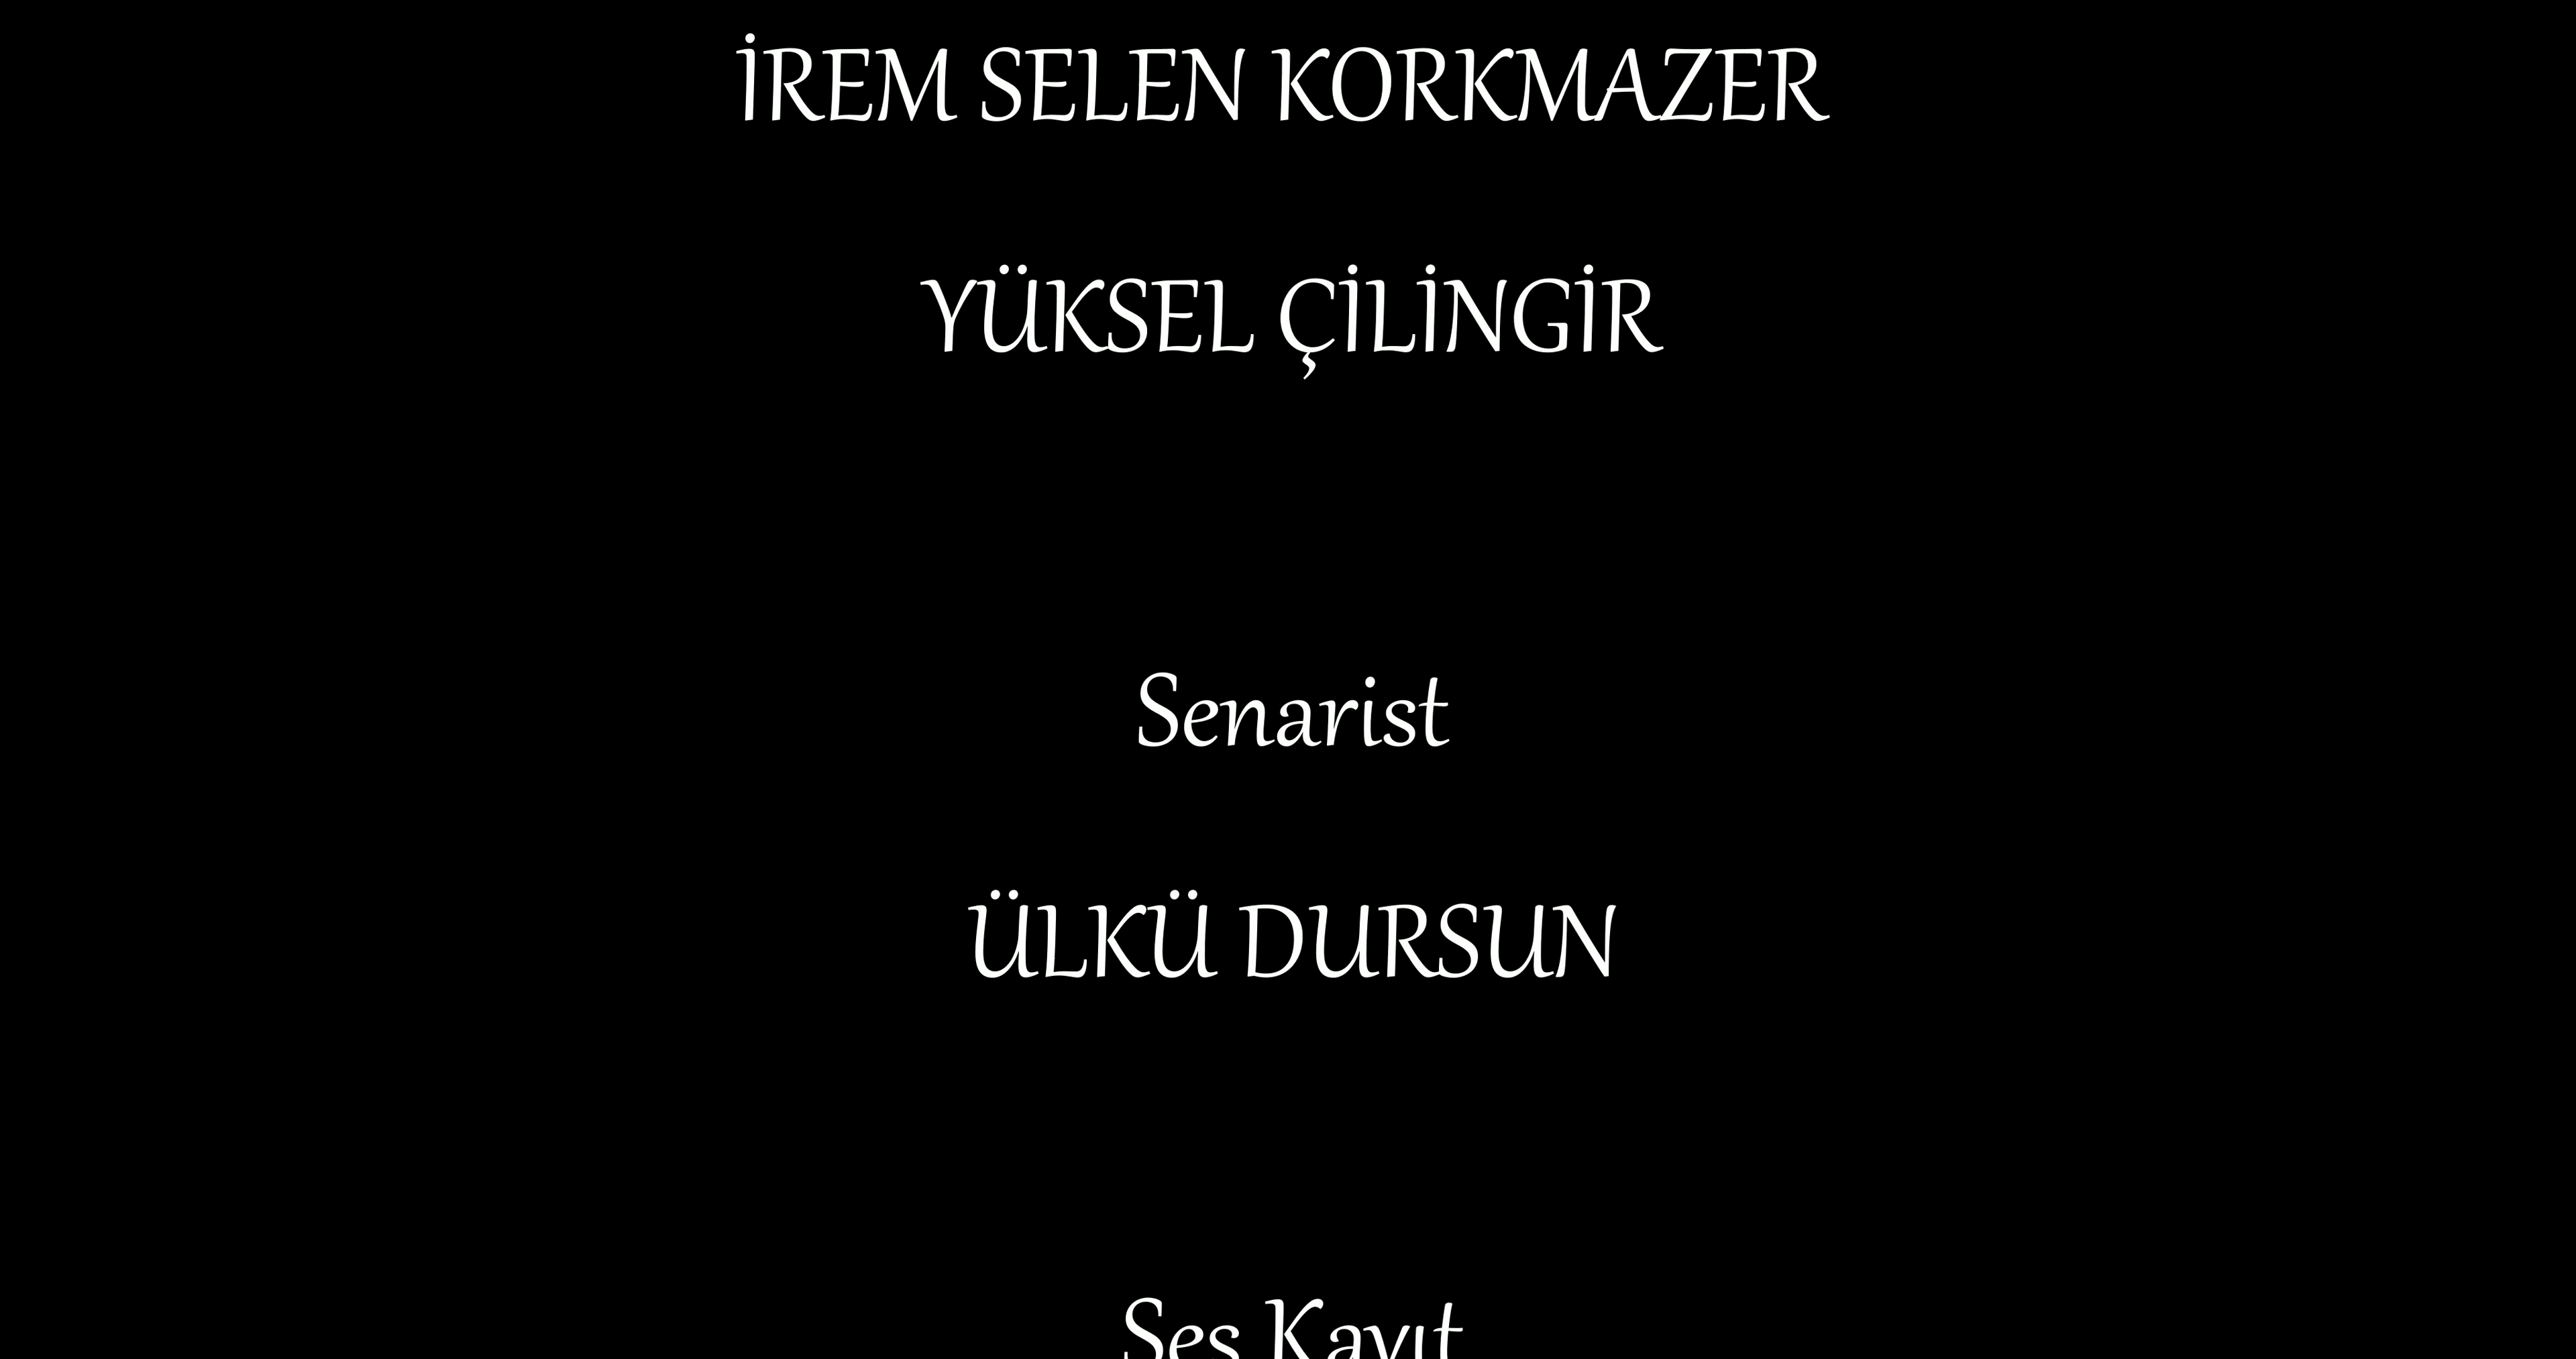 İREM SELEN KORKMAZER
YÜKSEL ÇİLİNGİR
Senarist
ÜLKÜ DURSUN
Ses Kayıt